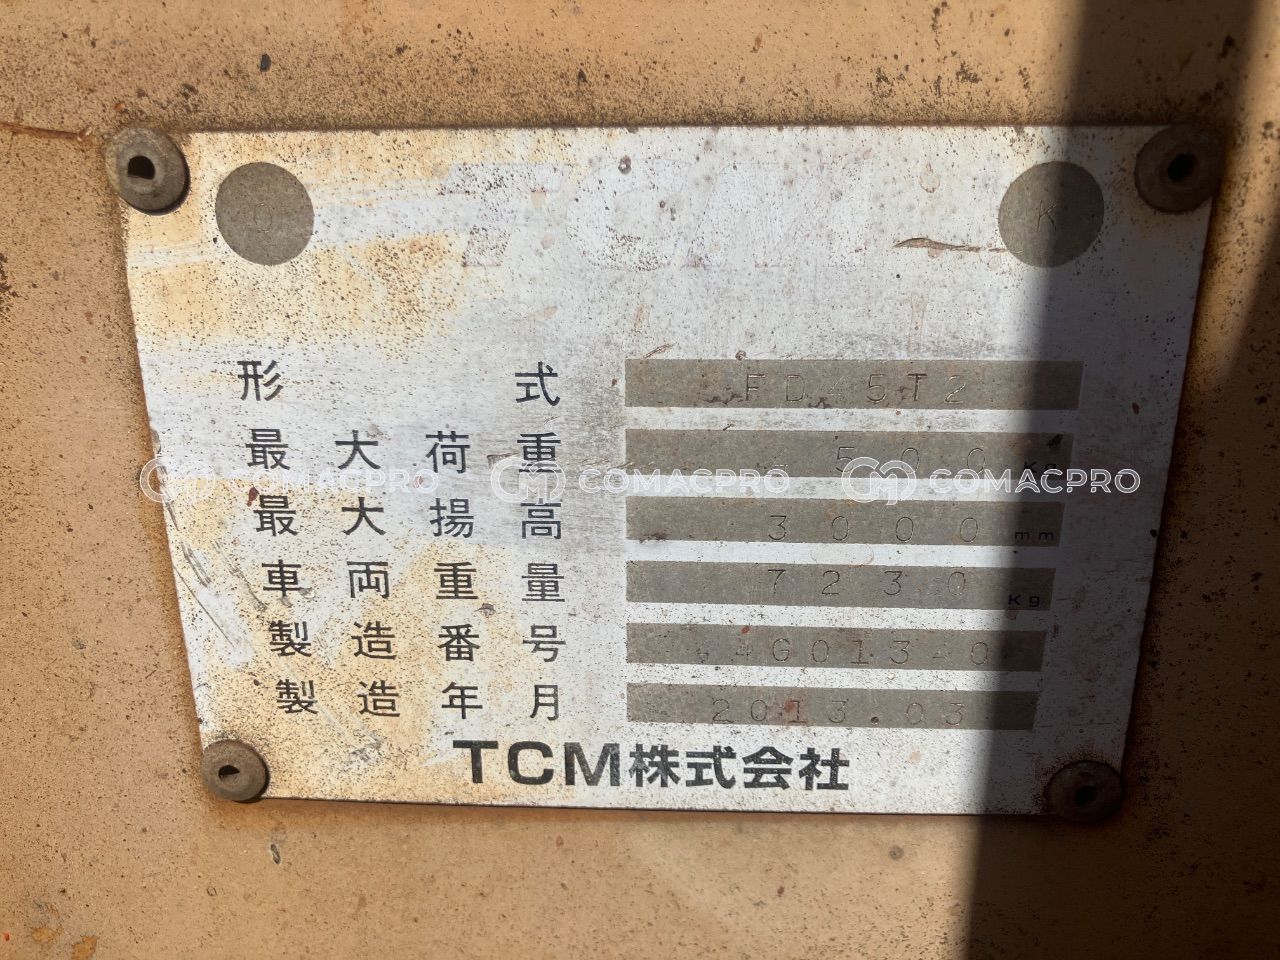 TCM
O K
形 式 FD45T2
最大荷重 4500 Kg
最大揚高 3000 mm
COMACPRO COMACPRO COMACPRO
車両重量 7230 Kg
製造番号
製造年月 2013.03
TCM株式会社